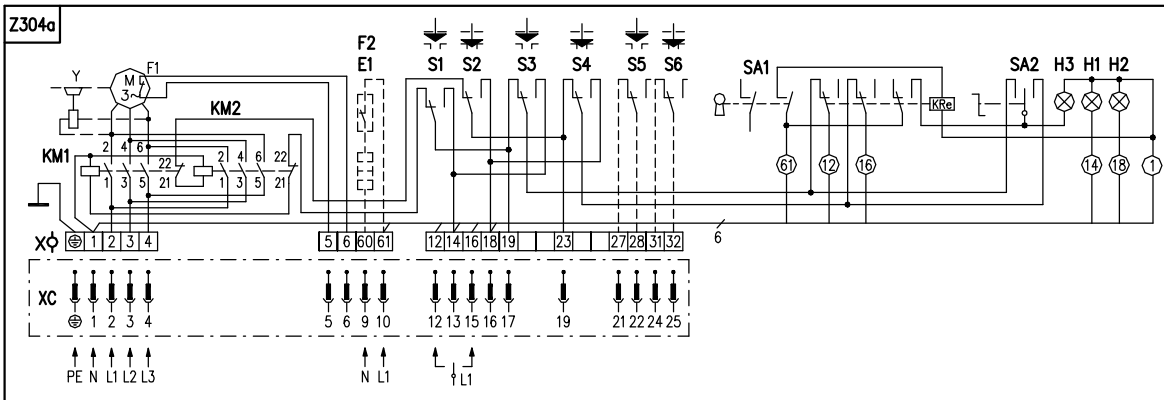 Z304a
Y M 3~ F1
F2
E1
S1 S2 S3 S4 S5 S6
SA1 SA2 H3 H1 H2
KM2
KRe
KM1
2 4 6 22 2 4 6 22
1 3 5 21 1 3 5 21
61 12 16 14 18 1
6
X 1 2 3 4 5 6 60 61 12 14 16 18 19 23 27 28 31 32
XC
1 2 3 4 5 6 9 10 12 13 15 16 17 19 21 22 24 25
PE N L1 L2 L3 N L1 L1